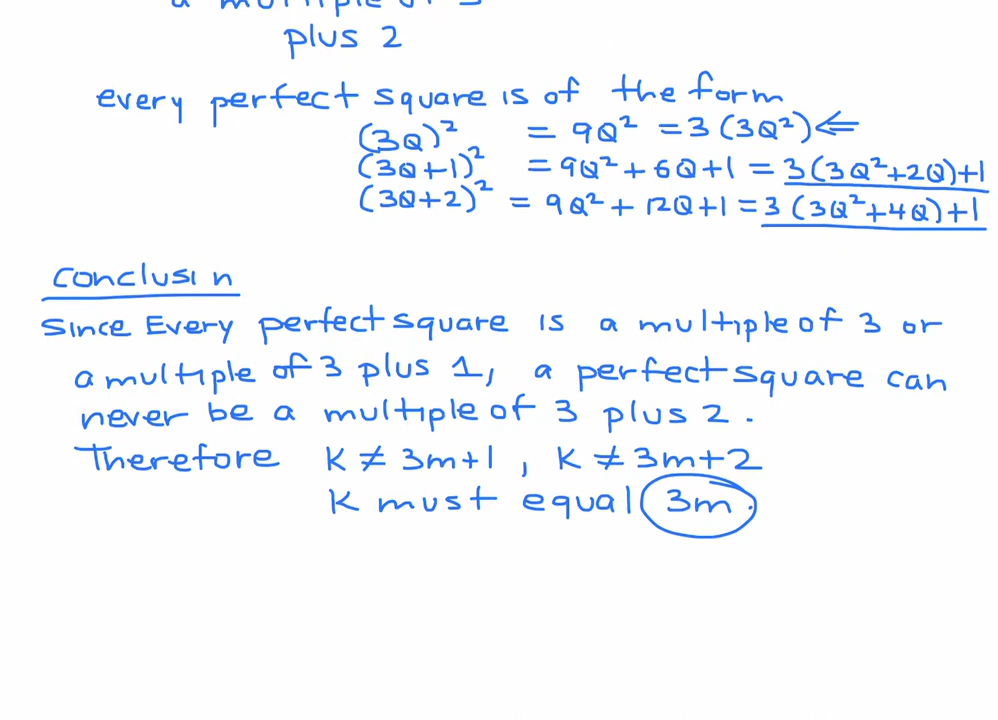 a multiple of 3
plus 2
every perfect square is of the form
(3Q)² = 9Q² = 3(3Q²) ⇐
(3Q+1)² = 9Q² + 6Q+1 = 3(3Q²+2Q)+1
(3Q+2)² = 9Q² + 12Q+1 = 3(3Q²+4Q)+1
Conclusi n
Since Every perfect square is a multiple of 3 or
a multiple of 3 plus 1, a perfect square can
never be a multiple of 3 plus 2.
Therefore K ≠ 3m+1, K ≠ 3m+2
K must equal 3m.